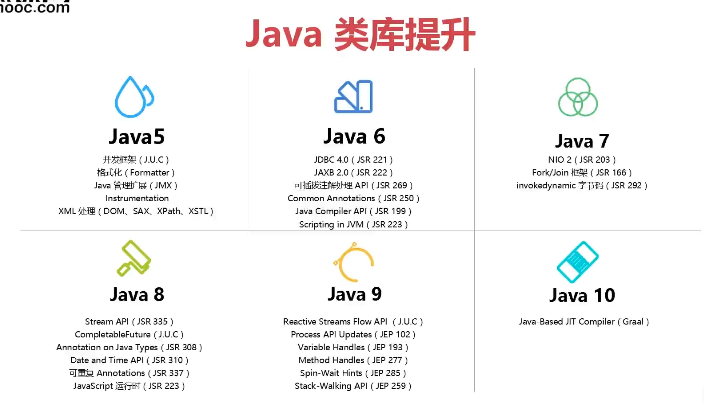 mooc.com
Java 类库提升
Java5
并发框架（J.U.C）
格式化（Formatter）
Java 管理扩展（JMX）
Instrumentation
XML 处理（DOM、SAX、XPath、XSTL）
Java 6
JDBC 4.0（JSR 221）
JAXB 2.0（JSR 222）
可插拔注解处理 API（JSR 269）
Common Annotations（JSR 250）
Java Compiler API（JSR 199）
Scripting in JVM（JSR 223）
Java 7
NIO 2（JSR 203）
Fork/Join 框架（JSR 166）
invokedynamic 字节码（JSR 292）
Java 8
Stream API（JSR 335）
CompletableFuture（J.U.C）
Annotation on Java Types（JSR 308）
Date and Time API（JSR 310）
可重复 Annotations（JSR 337）
JavaScript 运行时（JSR 223）
Java 9
Reactive Streams Flow API （J.U.C）
Process API Updates（JEP 102）
Variable Handles（JEP 193）
Method Handles（JEP 277）
Spin-Wait Hints（JEP 285）
Stack-Walking API（JEP 259）
Java 10
Java-Based JIT Compiler（Graal）